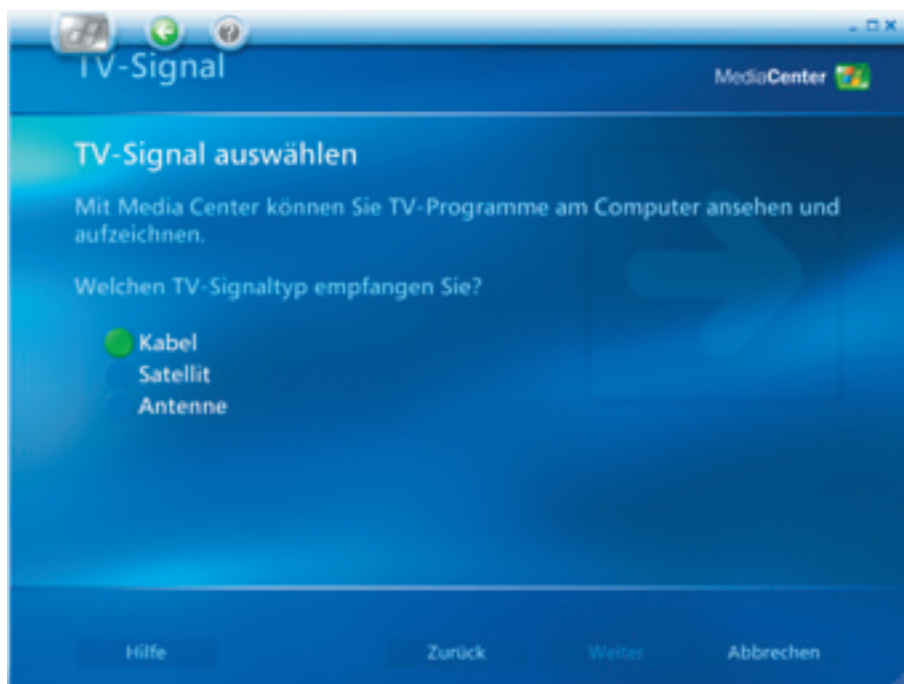 TV-Signal
MediaCenter
TV-Signal auswählen
Mit Media Center können Sie TV-Programme am Computer ansehen und
aufzeichnen.
Welchen TV-Signaltyp empfangen Sie?
Kabel
Satellit
Antenne
Hilfe
Zurück
Weiter
Abbrechen